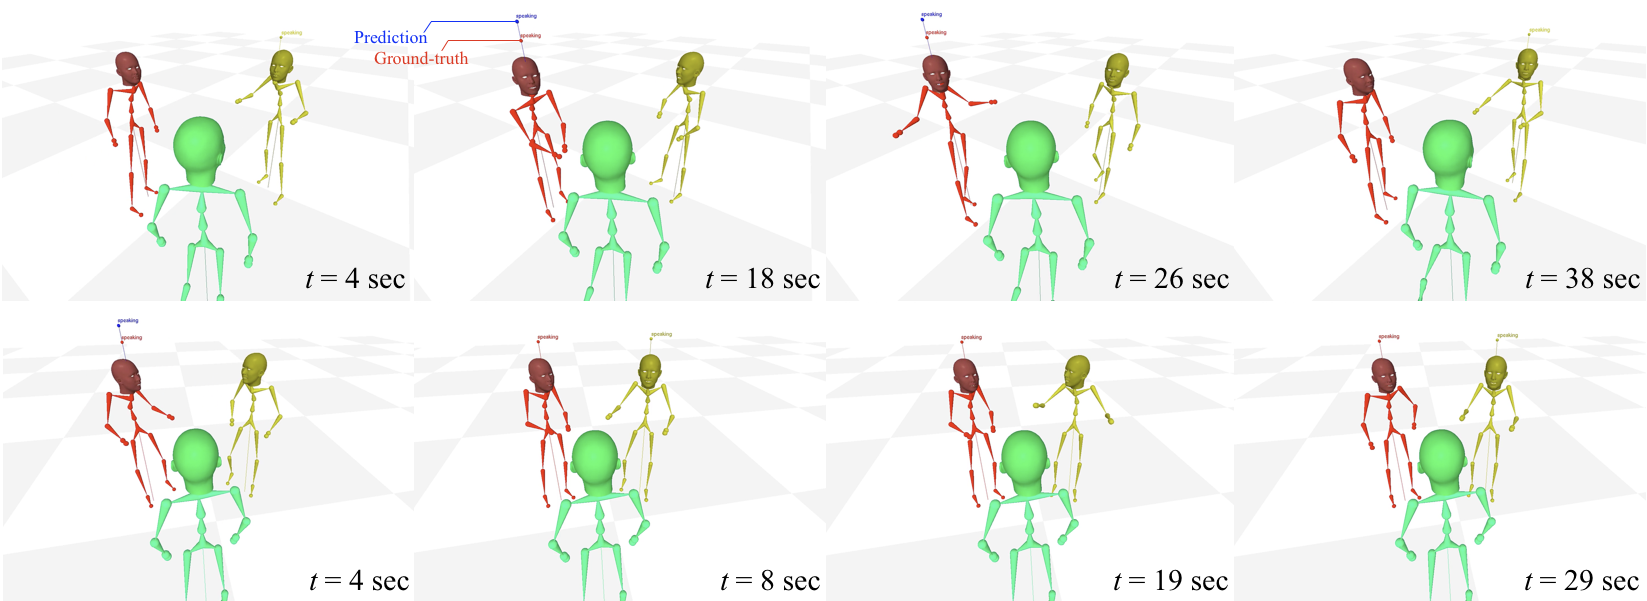 speaking
speaking
Prediction
speaking
Ground-truth
speaking
speaking
speaking
t = 4 sec
t = 18 sec
t = 26 sec
t = 38 sec
speaking
speaking
speaking
speaking
speaking
speaking
speaking
t = 4 sec
t = 8 sec
t = 19 sec
t = 29 sec